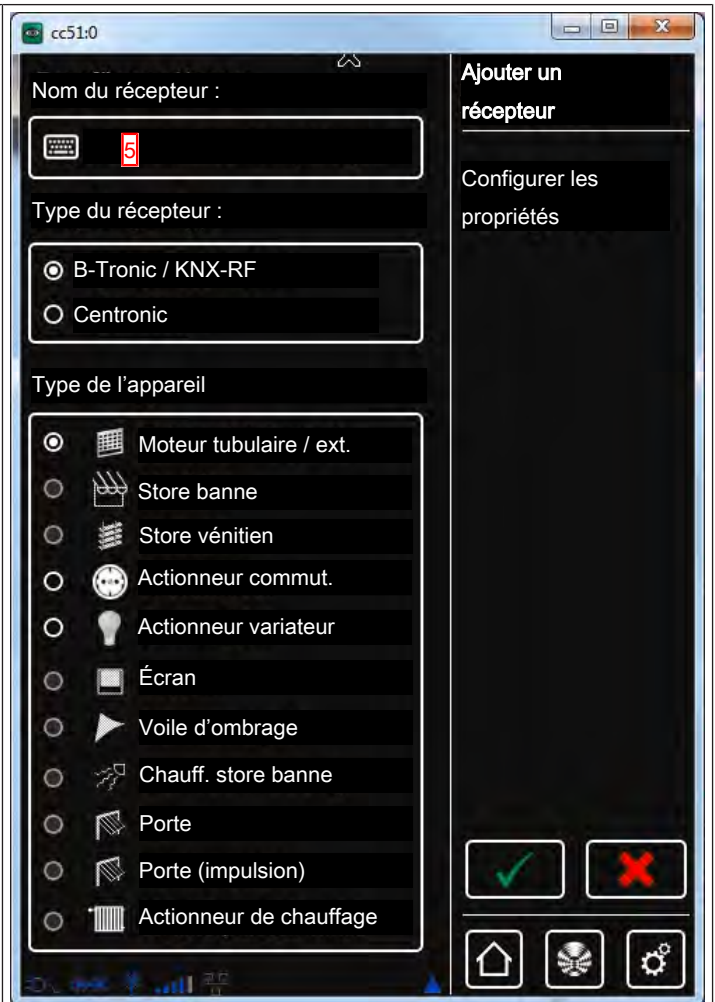 cc51:0
Nom du récepteur :
5
Type du récepteur :
B-Tronic / KNX-RF
Centronic
Type de l'appareil
Moteur tubulaire / ext.
Store banne
Store vénitien
Actionneur commut.
Actionneur variateur
Écran
Voile d'ombrage
Chauff. store banne
Porte
Porte (impulsion)
Actionneur de chauffage
Ajouter un
récepteur
Configurer les
propriétés